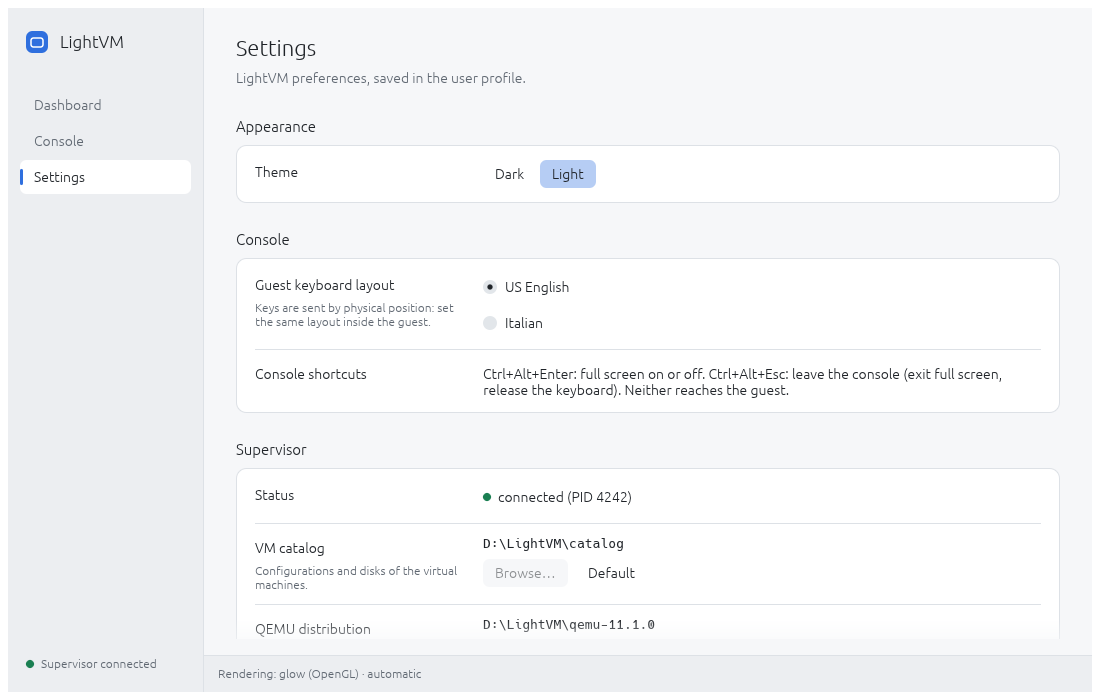 LightVM
Dashboard
Console
Settings
Supervisor connected
Settings
LightVM preferences, saved in the user profile.
Appearance
Theme
Dark
Light
Console
Guest keyboard layout
Keys are sent by physical position: set
the same layout inside the guest.
US English
Italian
Console shortcuts
Ctrl+Alt+Enter: full screen on or off. Ctrl+Alt+Esc: leave the console (exit full screen,
release the keyboard). Neither reaches the guest.
Supervisor
Status
connected (PID 4242)
VM catalog
Configurations and disks of the virtual
machines.
D:\LightVM\catalog
Browse...
Default
QEMU distribution
D:\LightVM\qemu-11.1.0
Rendering: glow (OpenGL) · automatic